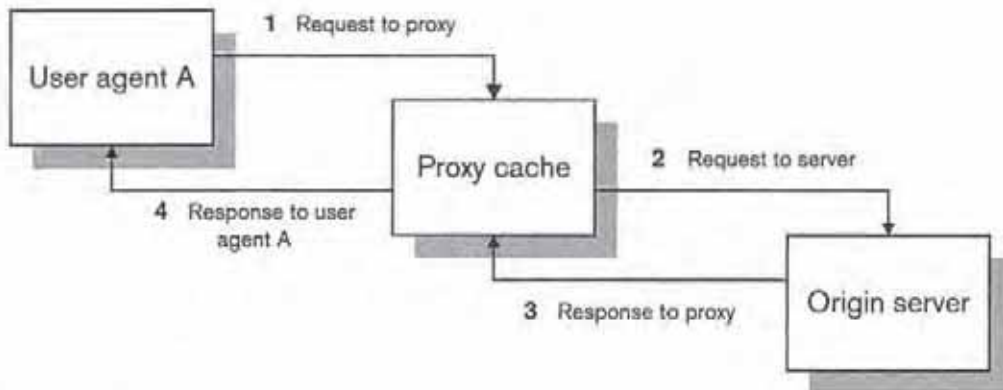 1 Request to proxy
User agent A
Proxy cache
2 Request to server
4 Response to user
agent A
3 Response to proxy
Origin server